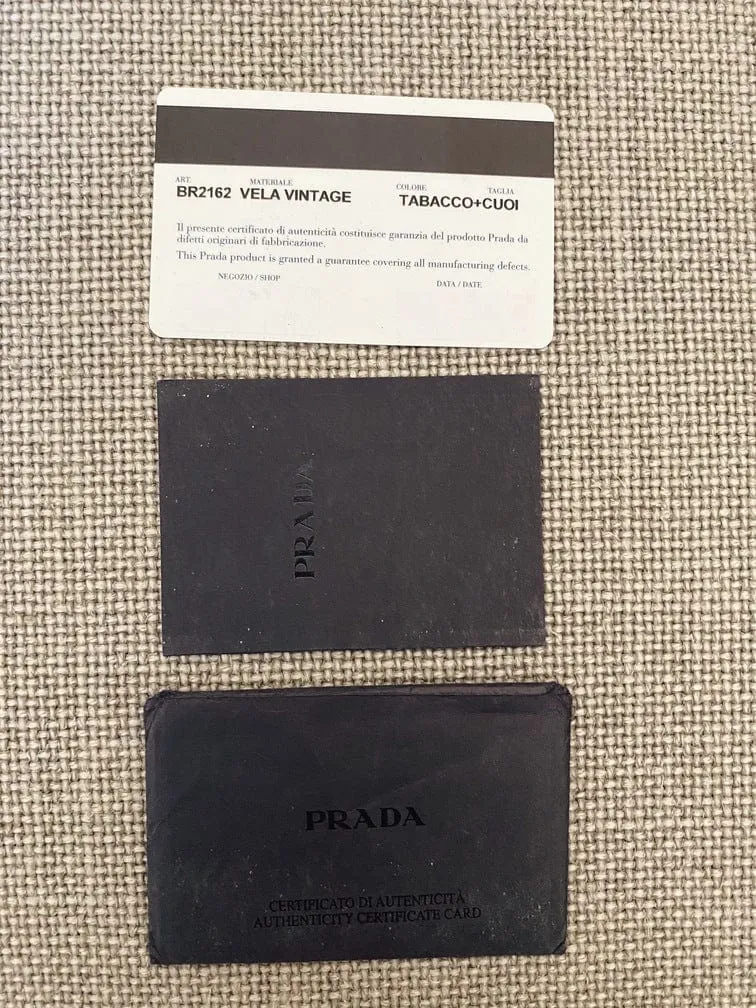 ART. MATERIALE COLORE TAGLIA
BR2162 VELA VINTAGE TABACCO+CUOI
Il presente certificato di autenticità costituisce garanzia del prodotto Prada da
difetti originari di fabbricazione.
This Prada product is granted a guarantee covering all manufacturing defects.
NEGOZIO / SHOP DATA / DATE
PRADA
PRADA
CERTIFICATO DI AUTENTICITÀ
AUTHENTICITY CERTIFICATE CARD